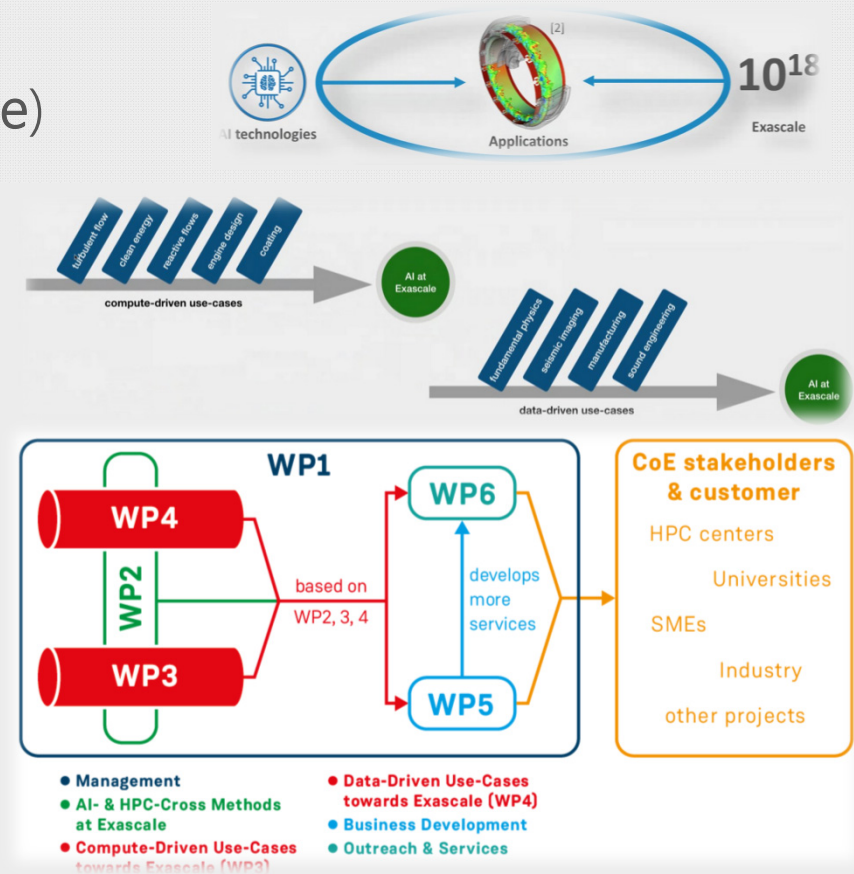 e)
[2]
AI technologies
Applications
10¹⁸
Exascale
turbulent flow
clean energy
reactive flows
engine design
coating
compute-driven use-cases
AI at
Exascale
fundamental physics
seismic imaging
manufacturing
sound engineering
data-driven use-cases
AI at
Exascale
WP1
WP4
WP2
WP3
based on
WP2, 3, 4
WP6
develops
more
services
WP5
CoE stakeholders
& customer
HPC centers
Universities
SMEs
Industry
other projects
● Management
● AI- & HPC-Cross Methods
at Exascale
● Compute-Driven Use-Cases
towards Exascale (WP3)
● Data-Driven Use-Cases
towards Exascale (WP4)
● Business Development
● Outreach & Services